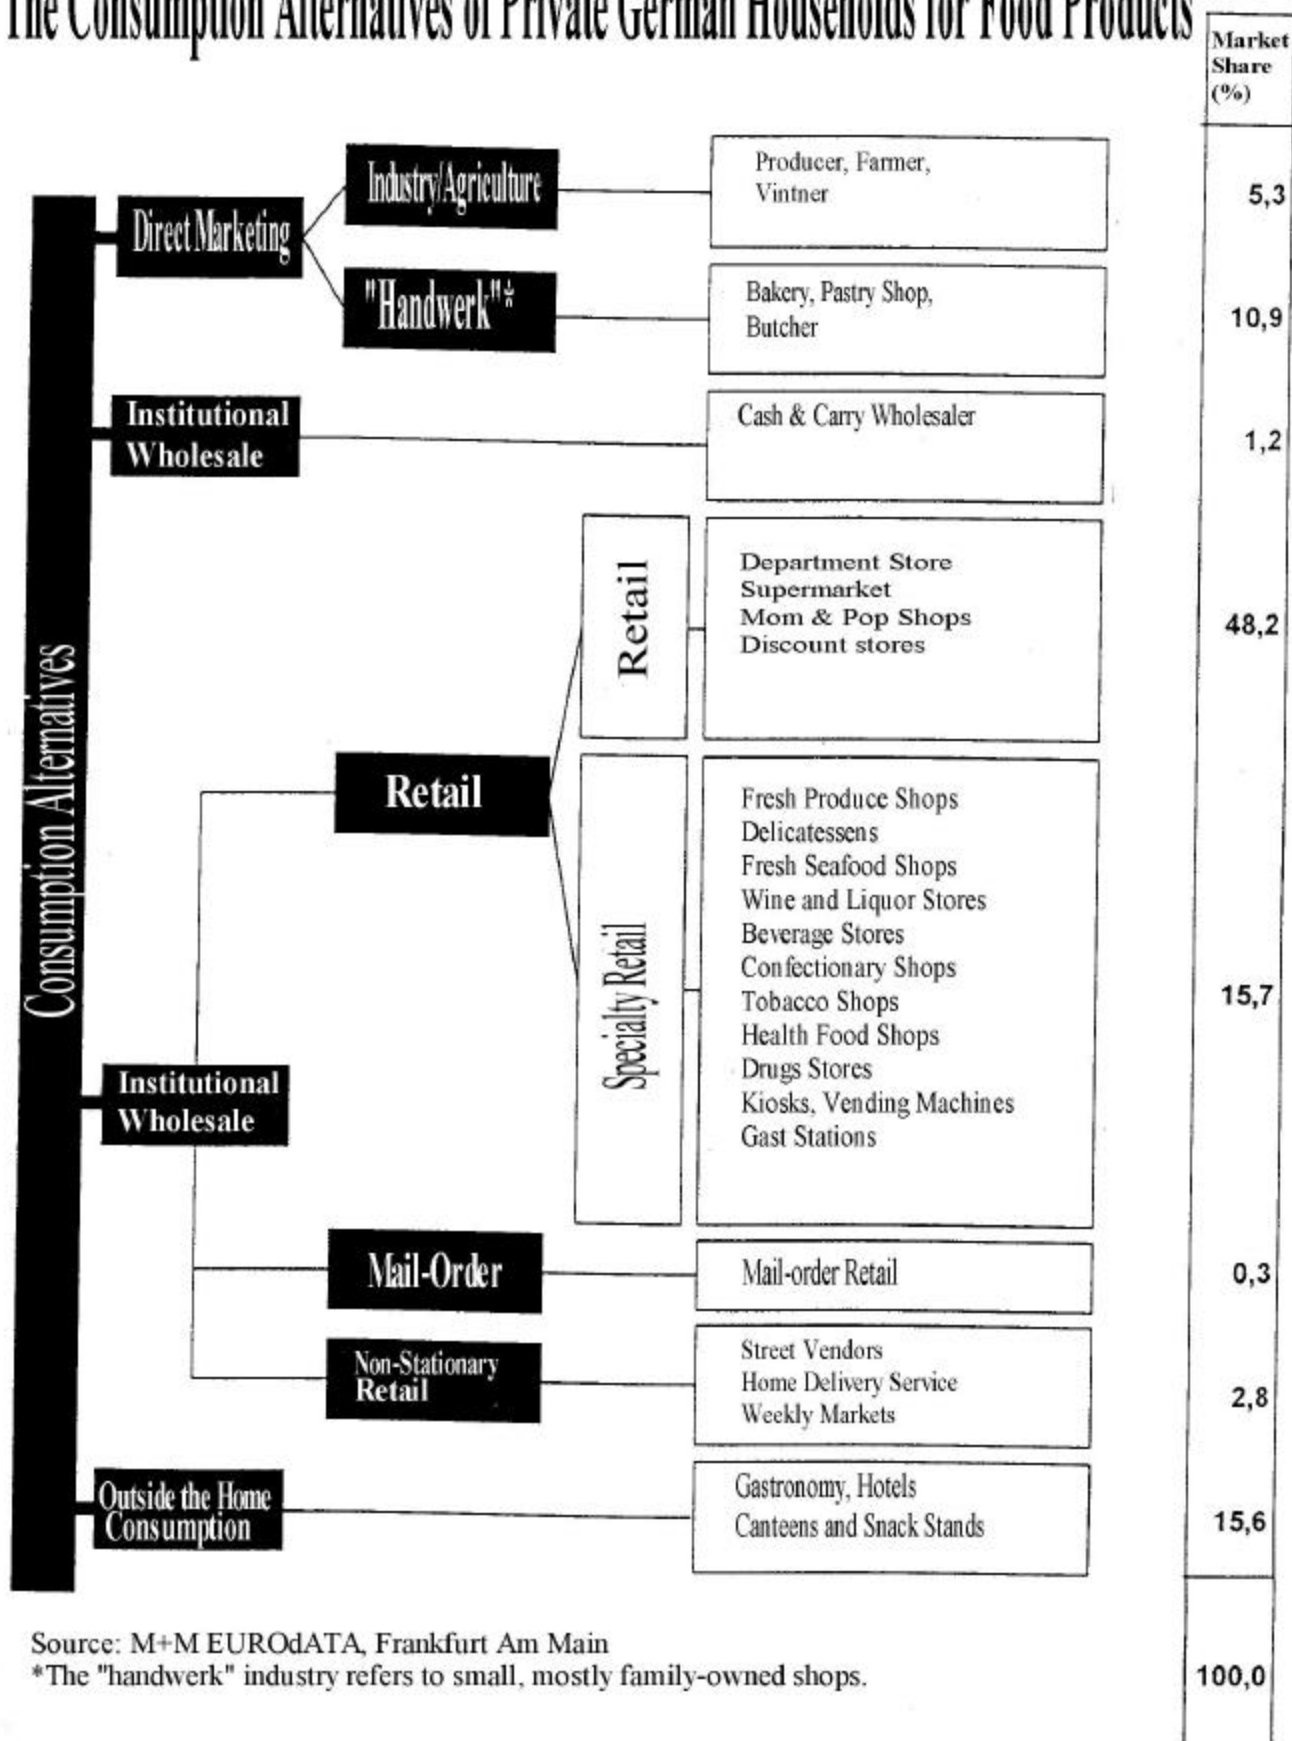 The Consumption Alternatives of Private German Households for Food Products
Market
Share
(%)
Consumption Alternatives
Direct Marketing
Industry/Agriculture
Producer, Farmer,
Vintner
5,3
"Handwerk"*
Bakery, Pastry Shop,
Butcher
10,9
Institutional
Wholesale
Cash & Carry Wholesaler
1,2
Retail
Retail
Department Store
Supermarket
Mom & Pop Shops
Discount stores
48,2
Specialty Retail
Fresh Produce Shops
Delicatessens
Fresh Seafood Shops
Wine and Liquor Stores
Beverage Stores
Confectionary Shops
Tobacco Shops
Health Food Shops
Drugs Stores
Kiosks, Vending Machines
Gast Stations
15,7
Institutional
Wholesale
Mail-Order
Mail-order Retail
0,3
Non-Stationary
Retail
Street Vendors
Home Delivery Service
Weekly Markets
2,8
Outside the Home
Consumption
Gastronomy, Hotels
Canteens and Snack Stands
15,6
Source: M+M EUROdATA, Frankfurt Am Main
*The "handwerk" industry refers to small, mostly family-owned shops.
100,0